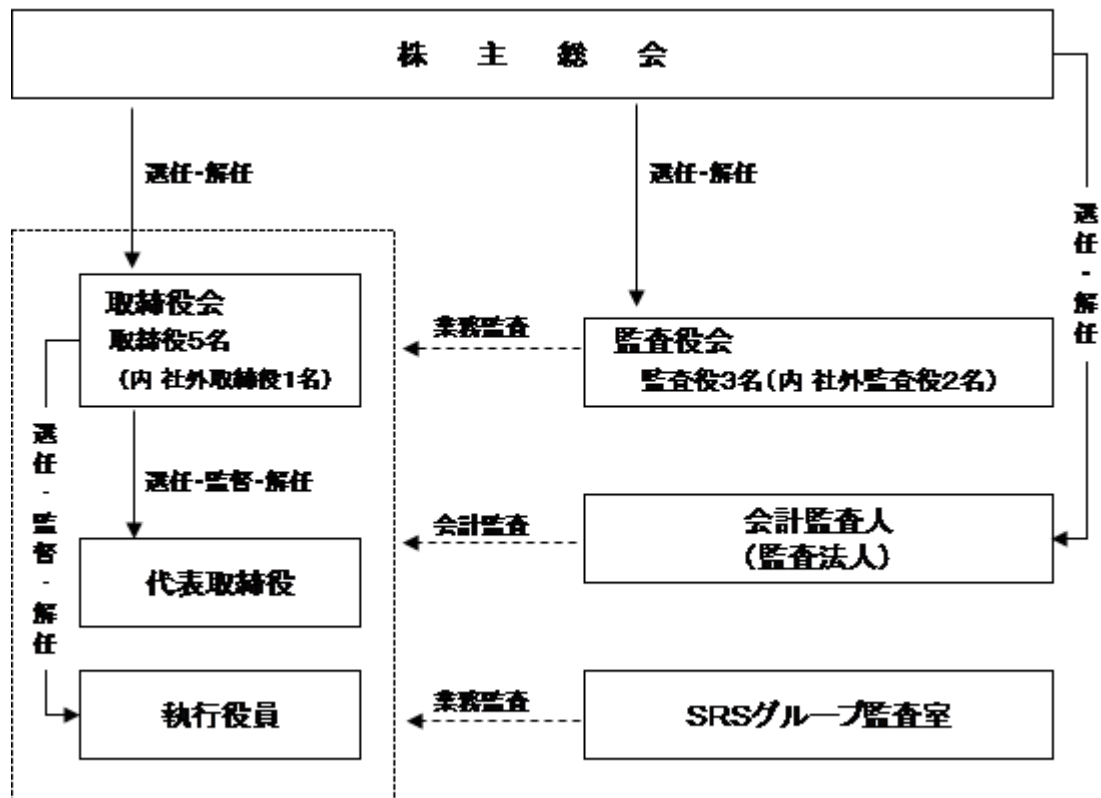 株主総会
選任-解任
選任-解任
選任・解任
取締役会
取締役5名
(内 社外取締役1名)
業務監査
監査役会
監査役3名(内 社外監査役2名)
選任・監督・解任
選任-監督-解任
会計監査
会計監査人
(監査法人)
代表取締役
執行役員
業務監査
SRSグループ監査室